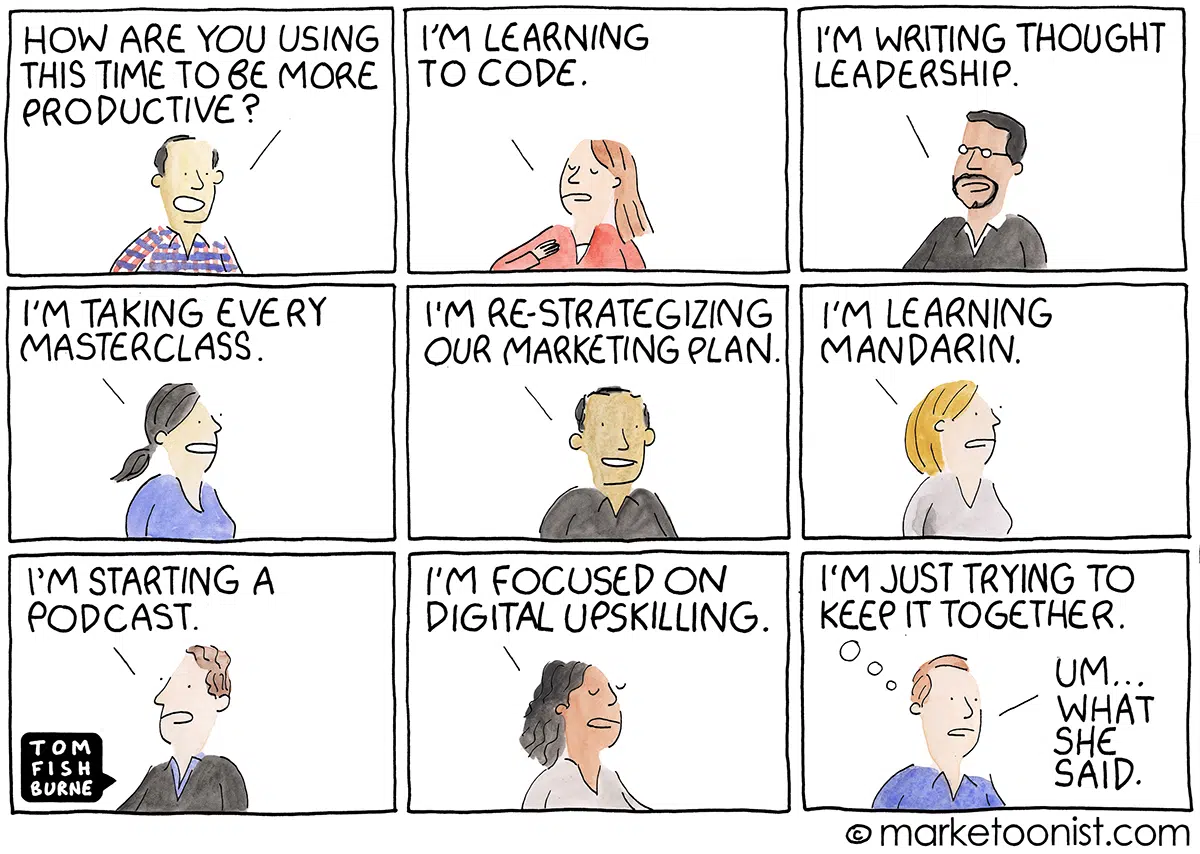 HOW ARE YOU USING
THIS TIME TO BE MORE
PRODUCTIVE?
I'M LEARNING
TO CODE.
I'M WRITING THOUGHT
LEADERSHIP.
I'M TAKING EVERY
MASTERCLASS.
I'M RE-STRATEGIZING
OUR MARKETING PLAN.
I'M LEARNING
MANDARIN.
I'M STARTING A
PODCAST.
TOM
FISH
BURNE
I'M FOCUSED ON
DIGITAL UPSKILLING.
I'M JUST TRYING TO
KEEP IT TOGETHER.
UM...
WHAT
SHE
SAID.
© marketoonist.com